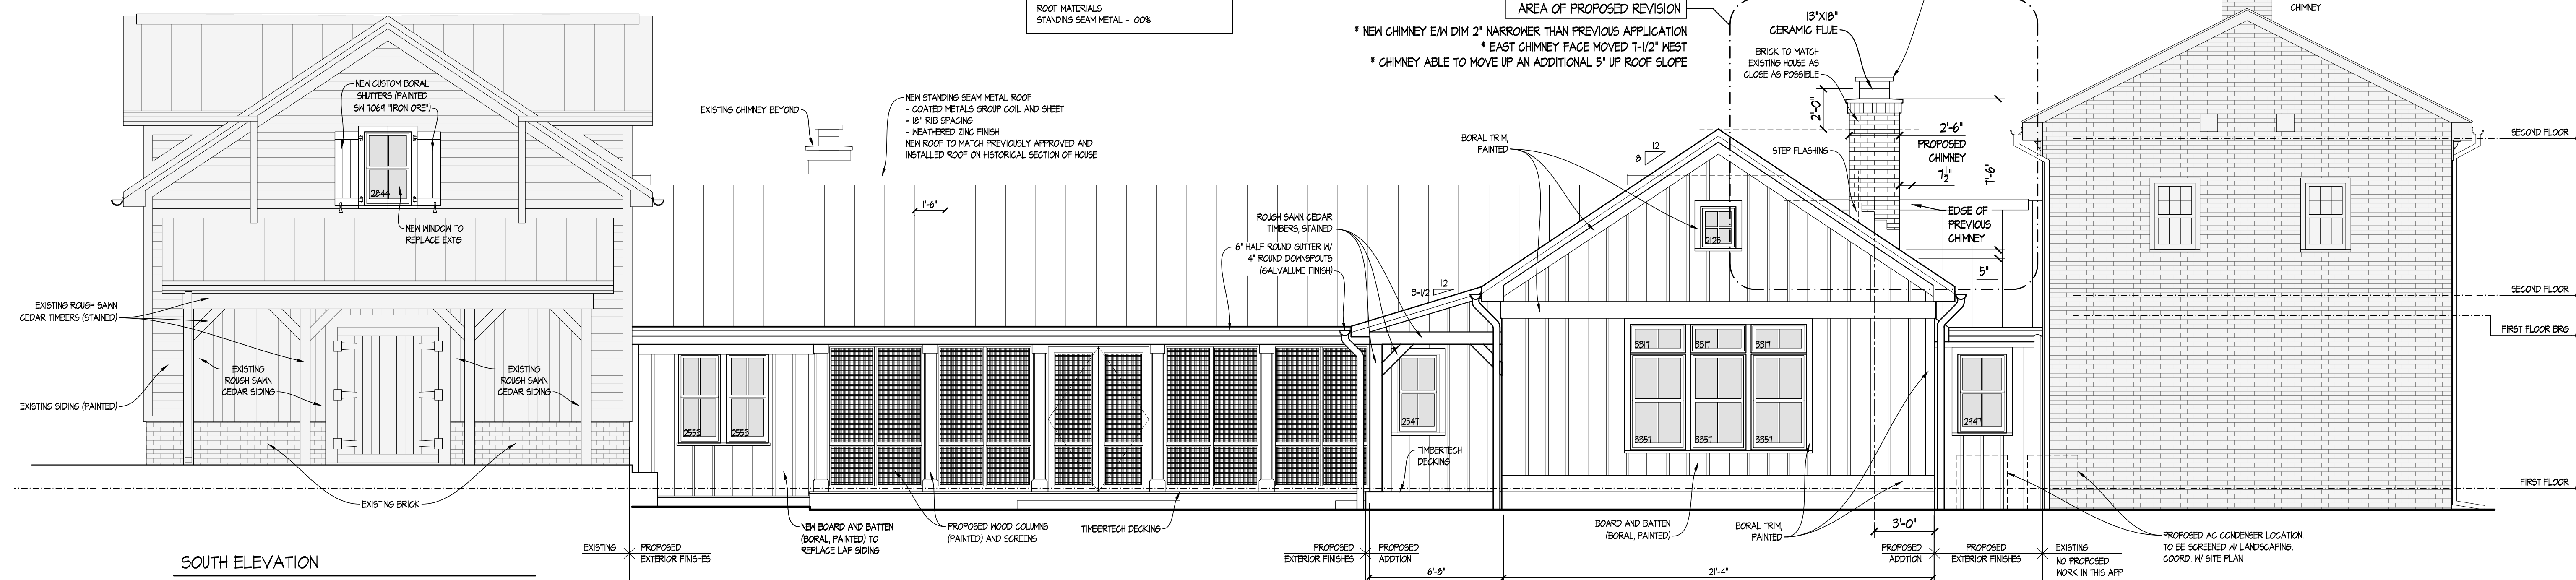 ROOF MATERIALS
STANDING SEAM METAL - 100%
AREA OF PROPOSED REVISION
* NEW CHIMNEY E/W DIM 2" NARROWER THAN PREVIOUS APPLICATION
* EAST CHIMNEY FACE MOVED 7-1/2" WEST
* CHIMNEY ABLE TO MOVE UP AN ADDITIONAL 5" UP ROOF SLOPE
13"X18"
CERAMIC FLUE
BRICK TO MATCH
EXISTING HOUSE AS
CLOSE AS POSSIBLE
CHIMNEY
NEW CUSTOM BORAL
SHUTTERS (PAINTED
SW 7069 "IRON ORE")
2844
NEW WINDOW TO
REPLACE EXTG
EXISTING CHIMNEY BEYOND
NEW STANDING SEAM METAL ROOF
- COATED METALS GROUP COIL AND SHEET
- 18" RIB SPACING
- WEATHERED ZINC FINISH
NEW ROOF TO MATCH PREVIOUSLY APPROVED AND
INSTALLED ROOF ON HISTORICAL SECTION OF HOUSE
1'-6"
BORAL TRIM,
PAINTED
12
8
STEP FLASHING
2'-0"
2'-6"
PROPOSED
CHIMNEY
7½"
7'-6"
EDGE OF
PREVIOUS
CHIMNEY
5"
ROUGH SAWN CEDAR
TIMBERS, STAINED
6" HALF ROUND GUTTER W/
4" ROUND DOWNSPOUTS
(GALVALUME FINISH)
12
3-1/2
2125
SECOND FLOOR
SECOND FLOOR
FIRST FLOOR BRG
FIRST FLOOR
EXISTING ROUGH SAWN
CEDAR TIMBERS (STAINED)
EXISTING
ROUGH SAWN
CEDAR SIDING
EXISTING
ROUGH SAWN
CEDAR SIDING
EXISTING SIDING (PAINTED)
EXISTING BRICK
2553
2553
2547
3317
3317
3317
3357
3357
3357
2947
TIMBERTECH
DECKING
NEW BOARD AND BATTEN
(BORAL, PAINTED) TO
REPLACE LAP SIDING
PROPOSED WOOD COLUMNS
(PAINTED) AND SCREENS
TIMBERTECH DECKING
BOARD AND BATTEN
(BORAL, PAINTED)
BORAL TRIM,
PAINTED
3'-0"
PROPOSED AC CONDENSER LOCATION,
TO BE SCREENED W/ LANDSCAPING.
COORD. W/ SITE PLAN
EXISTING
PROPOSED
EXTERIOR FINISHES
PROPOSED
EXTERIOR FINISHES
PROPOSED
ADDTION
PROPOSED
ADDTION
PROPOSED
EXTERIOR FINISHES
EXISTING
NO PROPOSED
WORK IN THIS APP
6'-8"
21'-4"
SOUTH ELEVATION